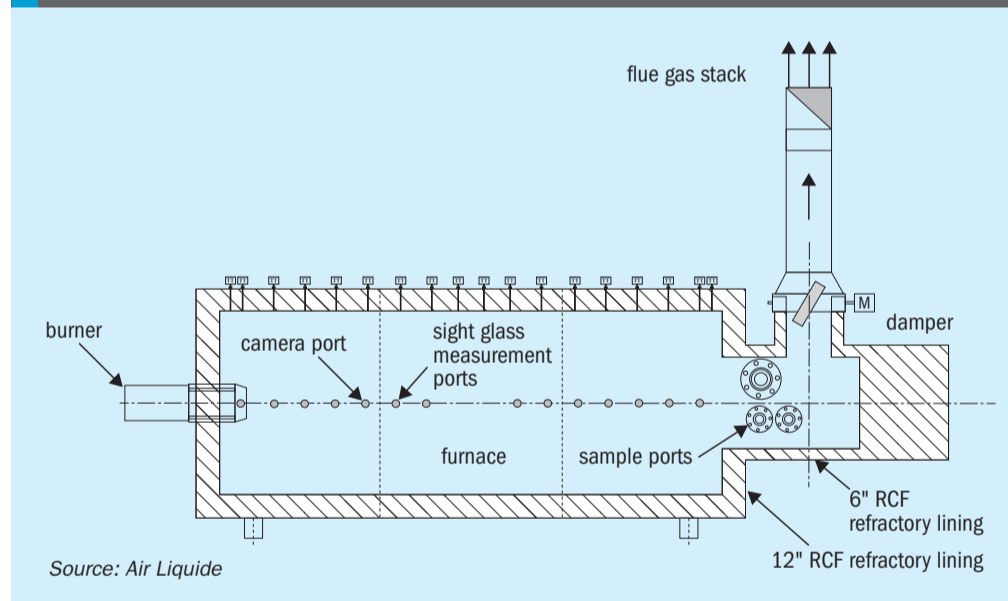 flue gas stack
M
damper
burner
camera port
sight glass
measurement
ports
furnace
sample ports
6" RCF
refractory lining
12" RCF refractory lining
Source: Air Liquide